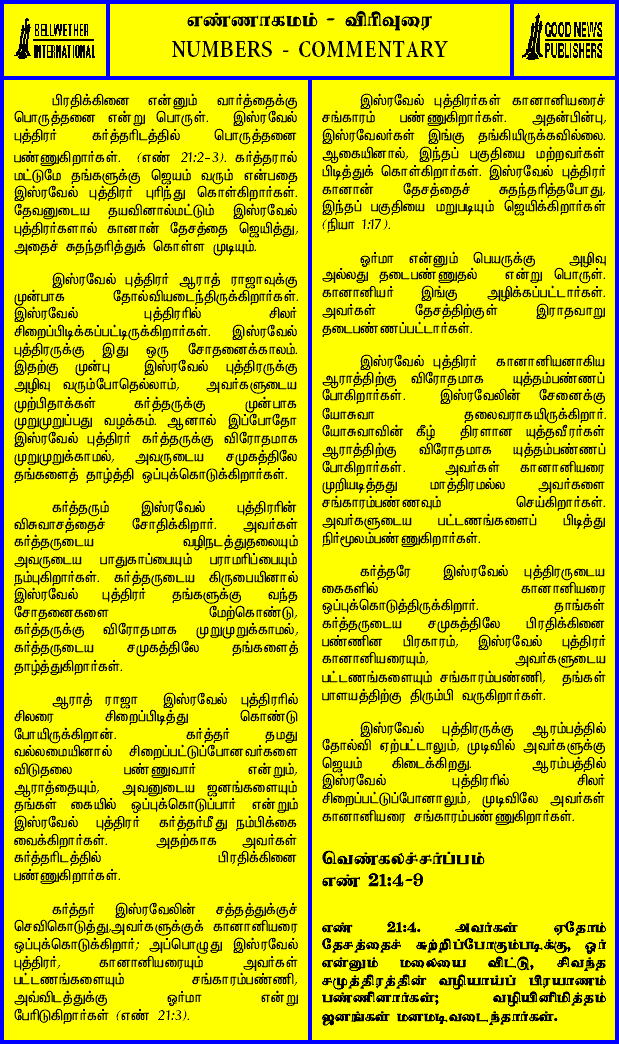 BELLWETHER
INTERNATIONAL
எண்ணாகமம் - விரிவுரை
NUMBERS - COMMENTARY
GOOD NEWS
PUBLISHERS
பிரதிக்கினை என்னும் வார்த்தைக்கு
பொருத்தனை என்று பொருள். இஸ்ரவேல்
புத்திரர் கர்த்தரிடத்தில் பொருத்தனை
பண்ணுகிறார்கள். (எண் 21:2-3). கர்த்தரால்
மட்டுமே தங்களுக்கு ஜெயம் வரும் என்பதை
இஸ்ரவேல் புத்திரர் புரிந்து கொள்கிறார்கள்.
தேவனுடைய தயவினால்மட்டும் இஸ்ரவேல்
புத்திரர்களால் கானான் தேசத்தை ஜெயித்து,
அதைச் சுதந்தரித்துக் கொள்ள முடியும்.
இஸ்ரவேல் புத்திரர் ஆராத் ராஜாவுக்கு
முன்பாக தோல்வியடைந்திருக்கிறார்கள்.
இஸ்ரவேல் புத்திரரில் சிலர்
சிறைப்பிடிக்கப்பட்டிருக்கிறார்கள். இஸ்ரவேல்
புத்திரருக்கு இது ஒரு சோதனைக்காலம்.
இதற்கு முன்பு இஸ்ரவேல் புத்திரருக்கு
அழிவு வரும்போதெல்லாம், அவர்களுடைய
முற்பிதாக்கள் கர்த்தருக்கு முன்பாக
முறுமுறுப்பது வழக்கம். ஆனால் இப்போதோ
இஸ்ரவேல் புத்திரர் கர்த்தருக்கு விரோதமாக
முறுமுறுக்காமல், அவருடைய சமுகத்திலே
தங்களைத் தாழ்த்தி ஒப்புக்கொடுக்கிறார்கள்.
கர்த்தரும் இஸ்ரவேல் புத்திரரின்
விசுவாசத்தைச் சோதிக்கிறார். அவர்கள்
கர்த்தருடைய வழிநடத்துதலையும்
அவருடைய பாதுகாப்பையும் பராமரிப்பையும்
நம்புகிறார்கள். கர்த்தருடைய கிருபையினால்
இஸ்ரவேல் புத்திரர் தங்களுக்கு வந்த
சோதனைகளை மேற்கொண்டு,
கர்த்தருக்கு விரோதமாக முறுமுறுக்காமல்,
கர்த்தருடைய சமுகத்திலே தங்களைத்
தாழ்த்துகிறார்கள்.
ஆராத் ராஜா இஸ்ரவேல் புத்திரரில்
சிலரை சிறைப்பிடித்து கொண்டு
போயிருக்கிறான். கர்த்தர் தமது
வல்லமையினால் சிறைப்பட்டுப்போனவர்களை
விடுதலை பண்ணுவார் என்றும்,
ஆராத்தையும், அவனுடைய ஜனங்களையும்
தங்கள் கையில் ஒப்புக்கொடுப்பார் என்றும்
இஸ்ரவேல் புத்திரர் கர்த்தர்மீது நம்பிக்கை
வைக்கிறார்கள். அதற்காக அவர்கள்
கர்த்தரிடத்தில் பிரதிக்கினை
பண்ணுகிறார்கள்.
கர்த்தர் இஸ்ரவேலின் சத்தத்துக்குச்
செவிகொடுத்து,அவர்களுக்குக் கானானியரை
ஒப்புக்கொடுக்கிறார்; அப்பொழுது இஸ்ரவேல்
புத்திரர், கானானியரையும் அவர்கள்
பட்டணங்களையும் சங்காரம்பண்ணி,
அவ்விடத்துக்கு ஓர்மா என்று
பேரிடுகிறார்கள் (எண் 21:3).
இஸ்ரவேல் புத்திரர்கள் கானானியரைச்
சங்காரம் பண்ணுகிறார்கள். அதன்பின்பு,
இஸ்ரவேலர்கள் இங்கு தங்கியிருக்கவில்லை.
ஆகையினால், இந்தப் பகுதியை மற்றவர்கள்
பிடித்துக் கொள்கிறார்கள். இஸ்ரவேல் புத்திரர்
கானான் தேசத்தைச் சுதந்தரித்தபோது,
இந்தப் பகுதியை மறுபடியும் ஜெயிக்கிறார்கள்
(நியா 1:17).
ஓர்மா என்னும் பெயருக்கு அழிவு
அல்லது தடைபண்ணுதல் என்று பொருள்.
கானானியர் இங்கு அழிக்கப்பட்டார்கள்.
அவர்கள் தேசத்திற்குள் இராதவாறு
தடைபண்ணப்பட்டார்கள்.
இஸ்ரவேல் புத்திரர் கானானியனாகிய
ஆராத்திற்கு விரோதமாக யுத்தம்பண்ணப்
போகிறார்கள். இஸ்ரவேலின் சேனைக்கு
யோசுவா தலைவராகயிருக்கிறார்.
யோசுவாவின் கீழ் திரளான யுத்தவீரர்கள்
ஆராத்திற்கு விரோதமாக யுத்தம்பண்ணப்
போகிறார்கள். அவர்கள் கானானியரை
முறியடித்தது மாத்திரமல்ல அவர்களை
சங்காரம்பண்ணவும் செய்கிறார்கள்.
அவர்களுடைய பட்டணங்களைப் பிடித்து
நிர்மூலம்பண்ணுகிறார்கள்.
கர்த்தரே இஸ்ரவேல் புத்திரருடைய
கைகளில் கானானியரை
ஒப்புக்கொடுத்திருக்கிறார். தாங்கள்
கர்த்தருடைய சமுகத்திலே பிரதிக்கினை
பண்ணின பிரகாரம், இஸ்ரவேல் புத்திரர்
கானானியரையும், அவர்களுடைய
பட்டணங்களையும் சங்காரம்பண்ணி, தங்கள்
பாளயத்திற்கு திரும்பி வருகிறார்கள்.
இஸ்ரவேல் புத்திரருக்கு ஆரம்பத்தில்
தோல்வி ஏற்பட்டாலும், முடிவில் அவர்களுக்கு
ஜெயம் கிடைக்கிறது. ஆரம்பத்தில்
இஸ்ரவேல் புத்திரரில் சிலர்
சிறைப்பட்டுப்போனாலும், முடிவிலே அவர்கள்
கானானியரை சங்காரம்பண்ணுகிறார்கள்.
வெண்கலச்சர்ப்பம்
எண் 21:4-9
எண் 21:4. அவர்கள் ஏதோம்
தேசத்தைச் சுற்றிப்போகும்படிக்கு, ஓர்
என்னும் மலையை விட்டு, சிவந்த
சமுத்திரத்தின் வழியாய்ப் பிரயாணம்
பண்ணினார்கள்; வழியினிமித்தம்
ஜனங்கள் மனமடிவடைந்தார்கள்.